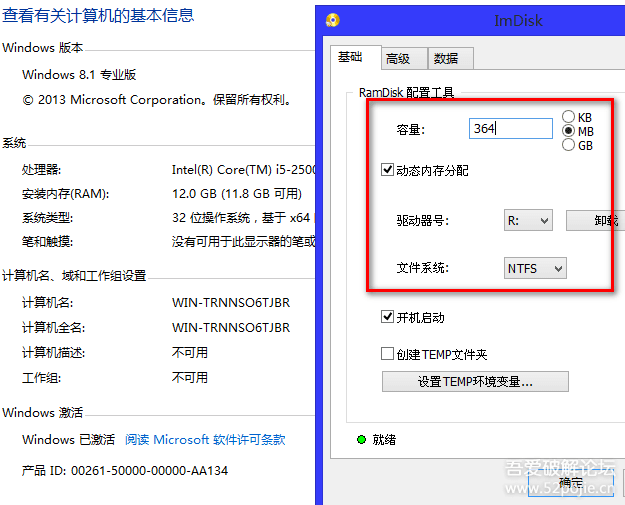 查看有关计算机的基本信息
Windows 版本
Windows 8.1 专业版
© 2013 Microsoft Corporation。保留所有权利。
系统
处理器: Intel(R) Core(TM) i5-2500
安装内存(RAM): 12.0 GB (11.8 GB 可用)
系统类型: 32 位操作系统，基于 x64
笔和触摸: 没有可用于此显示器的笔或
计算机名、域和工作组设置
计算机名: WIN-TRNNSO6TJBR
计算机全名: WIN-TRNNSO6TJBR
计算机描述: 不可用
工作组: 不可用
Windows 激活
Windows 已激活 阅读 Microsoft 软件许可条款
产品 ID: 00261-50000-00000-AA134
ImDisk
基础 高级 数据
RamDisk 配置工具
容量: 364 KB
MB
GB
动态内存分配
驱动器号: R: 卸载
文件系统: NTFS
开机启动
创建TEMP文件夹
设置TEMP环境变量...
就绪
确定
吾爱破解论坛
www.52pojie.cn